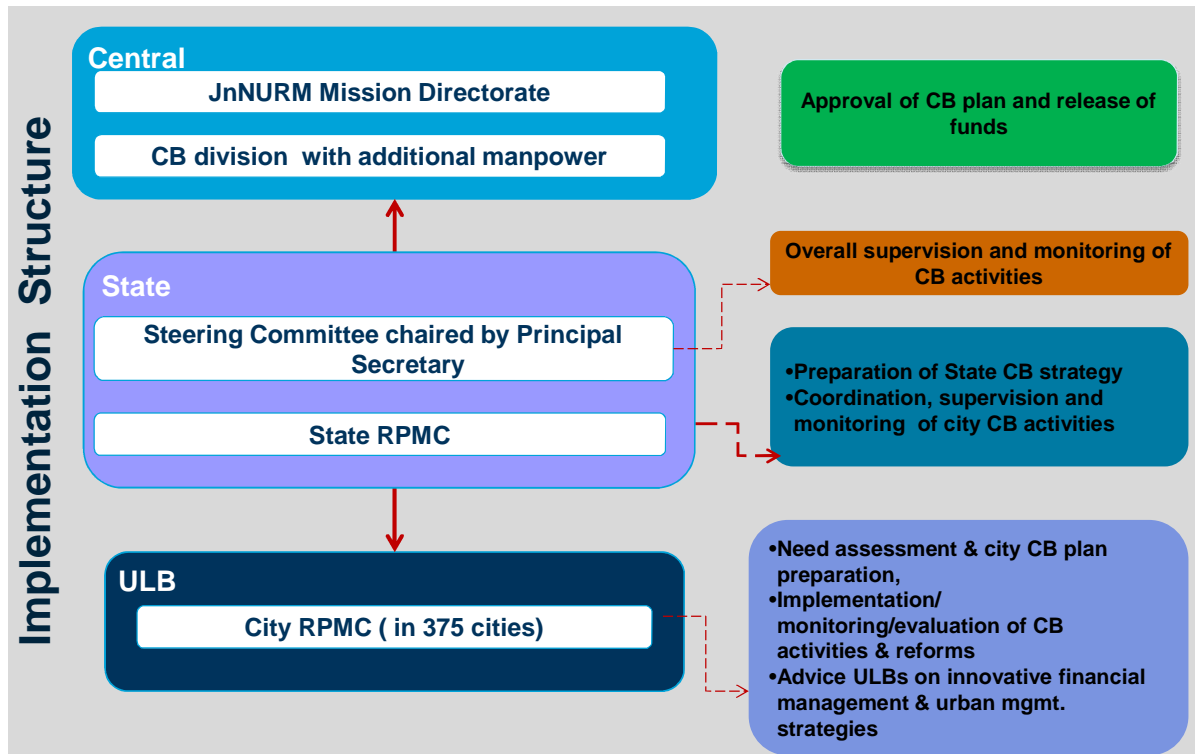 Implementation Structure
Central
JnNURM Mission Directorate
CB division with additional manpower
Approval of CB plan and release of
funds
State
Steering Committee chaired by Principal
Secretary
State RPMC
Overall supervision and monitoring of
CB activities
•Preparation of State CB strategy
•Coordination, supervision and
monitoring of city CB activities
ULB
City RPMC ( in 375 cities)
•Need assessment & city CB plan
preparation,
•Implementation/
monitoring/evaluation of CB
activities & reforms
•Advice ULBs on innovative financial
management & urban mgmt.
strategies